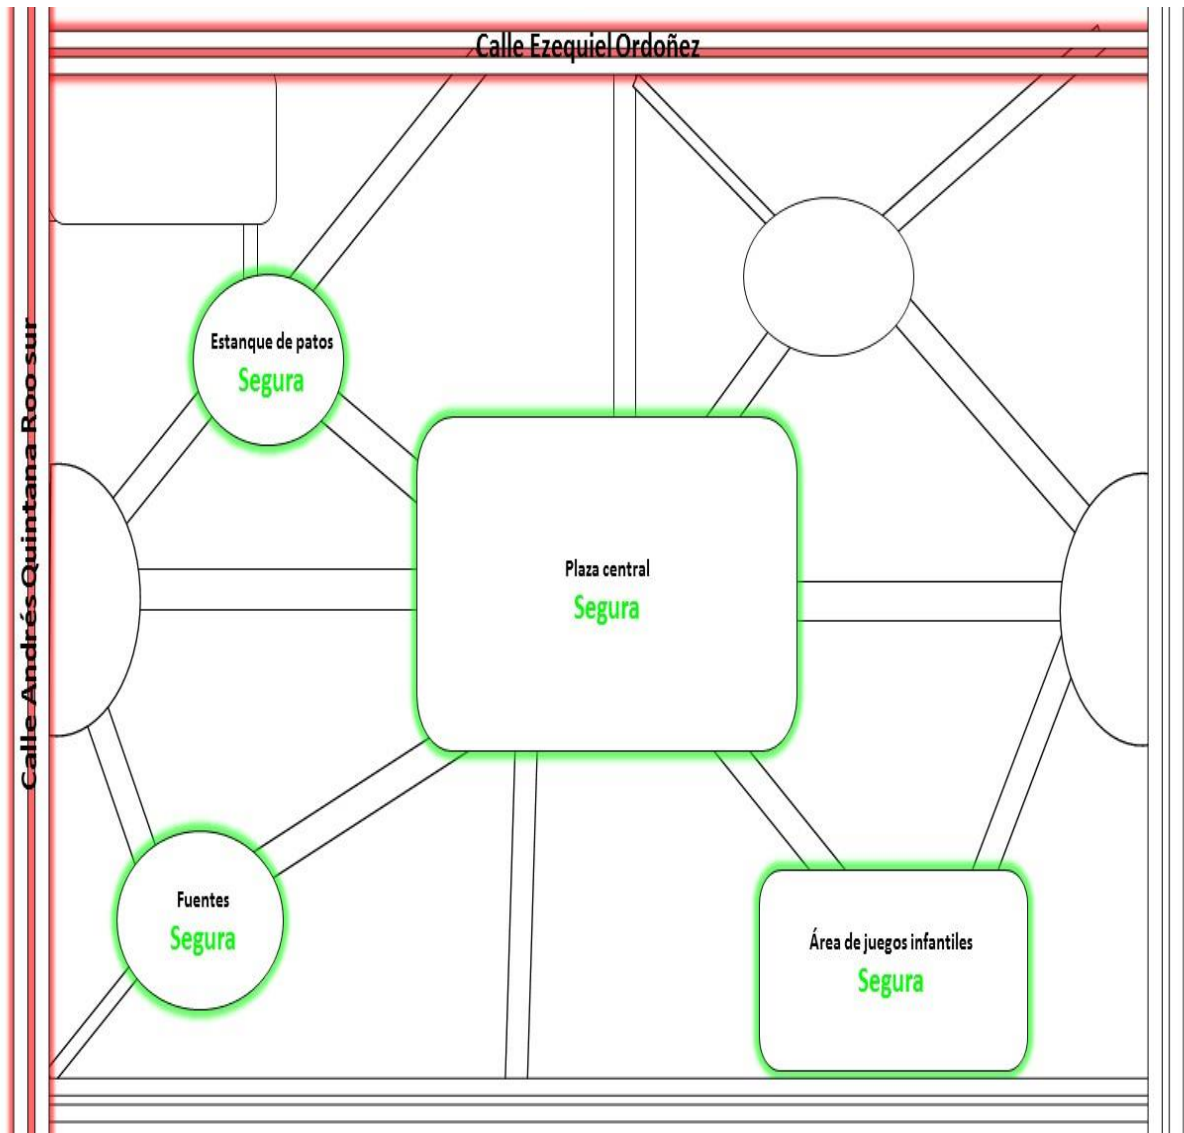 Calle Ezequiel Ordoñez
Calle Andrés Quintana Roo sur
Estanque de patos
Segura
Plaza central
Segura
Fuentes
Segura
Área de juegos infantiles
Segura